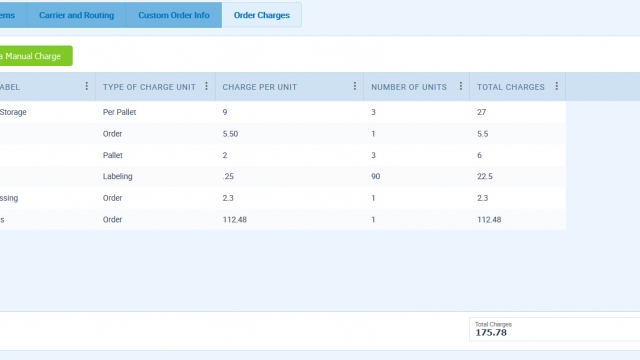 ems Carrier and Routing Custom Order Info Order Charges
a Manual Charge
ABEL TYPE OF CHARGE UNIT CHARGE PER UNIT NUMBER OF UNITS TOTAL CHARGES
Storage Per Pallet 9 3 27
Order 5.50 1 5.5
Pallet 2 3 6
Labeling .25 90 22.5
ssing Order 2.3 1 2.3
s Order 112.48 1 112.48
Total Charges
175.78